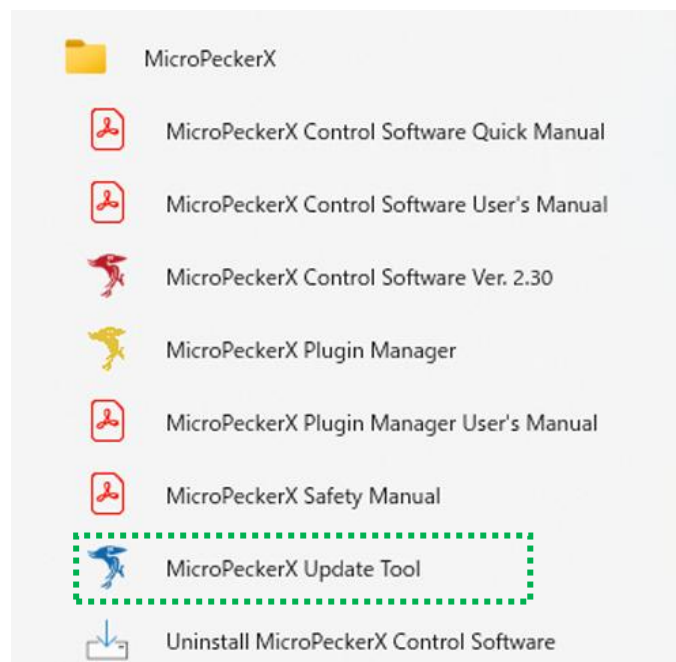 MicroPeckerX
MicroPeckerX Control Software Quick Manual
MicroPeckerX Control Software User's Manual
MicroPeckerX Control Software Ver. 2.30
MicroPeckerX Plugin Manager
MicroPeckerX Plugin Manager User's Manual
MicroPeckerX Safety Manual
MicroPeckerX Update Tool
Uninstall MicroPeckerX Control Software